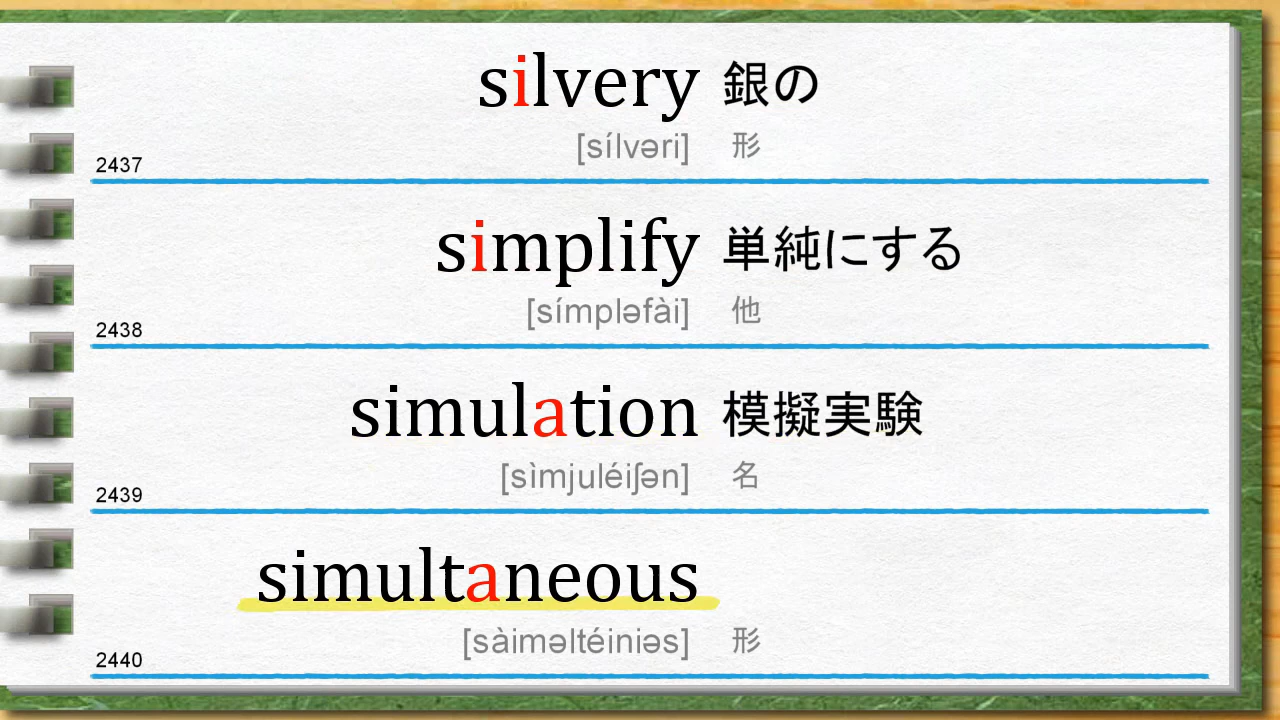 silvery 銀の
[sílvəri] 形
2437
simplify 単純にする
[símpləfài] 他
2438
simulation 模擬実験
[sìmjuléiʃən] 名
2439
simultaneous
[sàiməltéiniəs] 形
2440